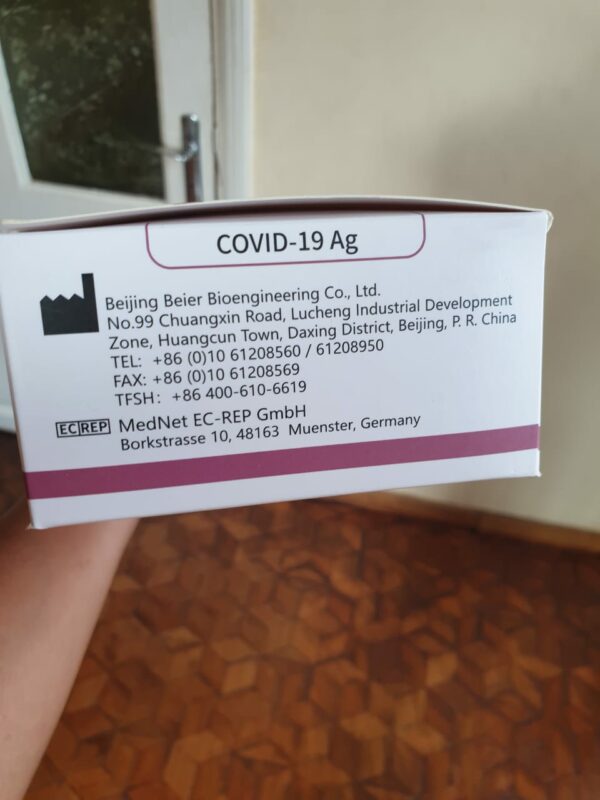 COVID-19 Ag
Beijing Beier Bioengineering Co., Ltd.
No.99 Chuangxin Road, Lucheng Industrial Development
Zone, Huangcun Town, Daxing District, Beijing, P. R. China
TEL: +86 (0)10 61208560 / 61208950
FAX: +86 (0)10 61208569
TFSH: +86 400-610-6619
EC REP MedNet EC-REP GmbH
Borkstrasse 10, 48163 Muenster, Germany